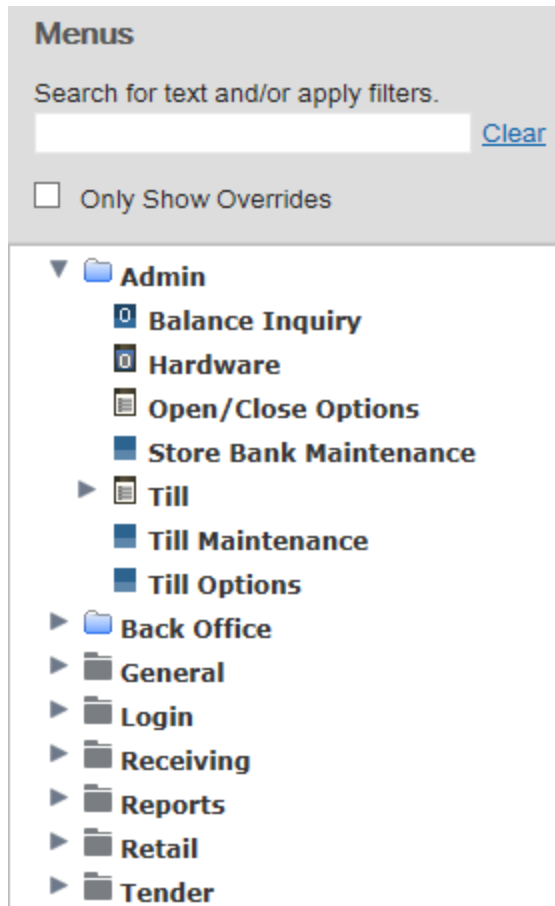 Menus
Search for text and/or apply filters.
Clear
Only Show Overrides
Admin
Balance Inquiry
Hardware
Open/Close Options
Store Bank Maintenance
Till
Till Maintenance
Till Options
Back Office
General
Login
Receiving
Reports
Retail
Tender